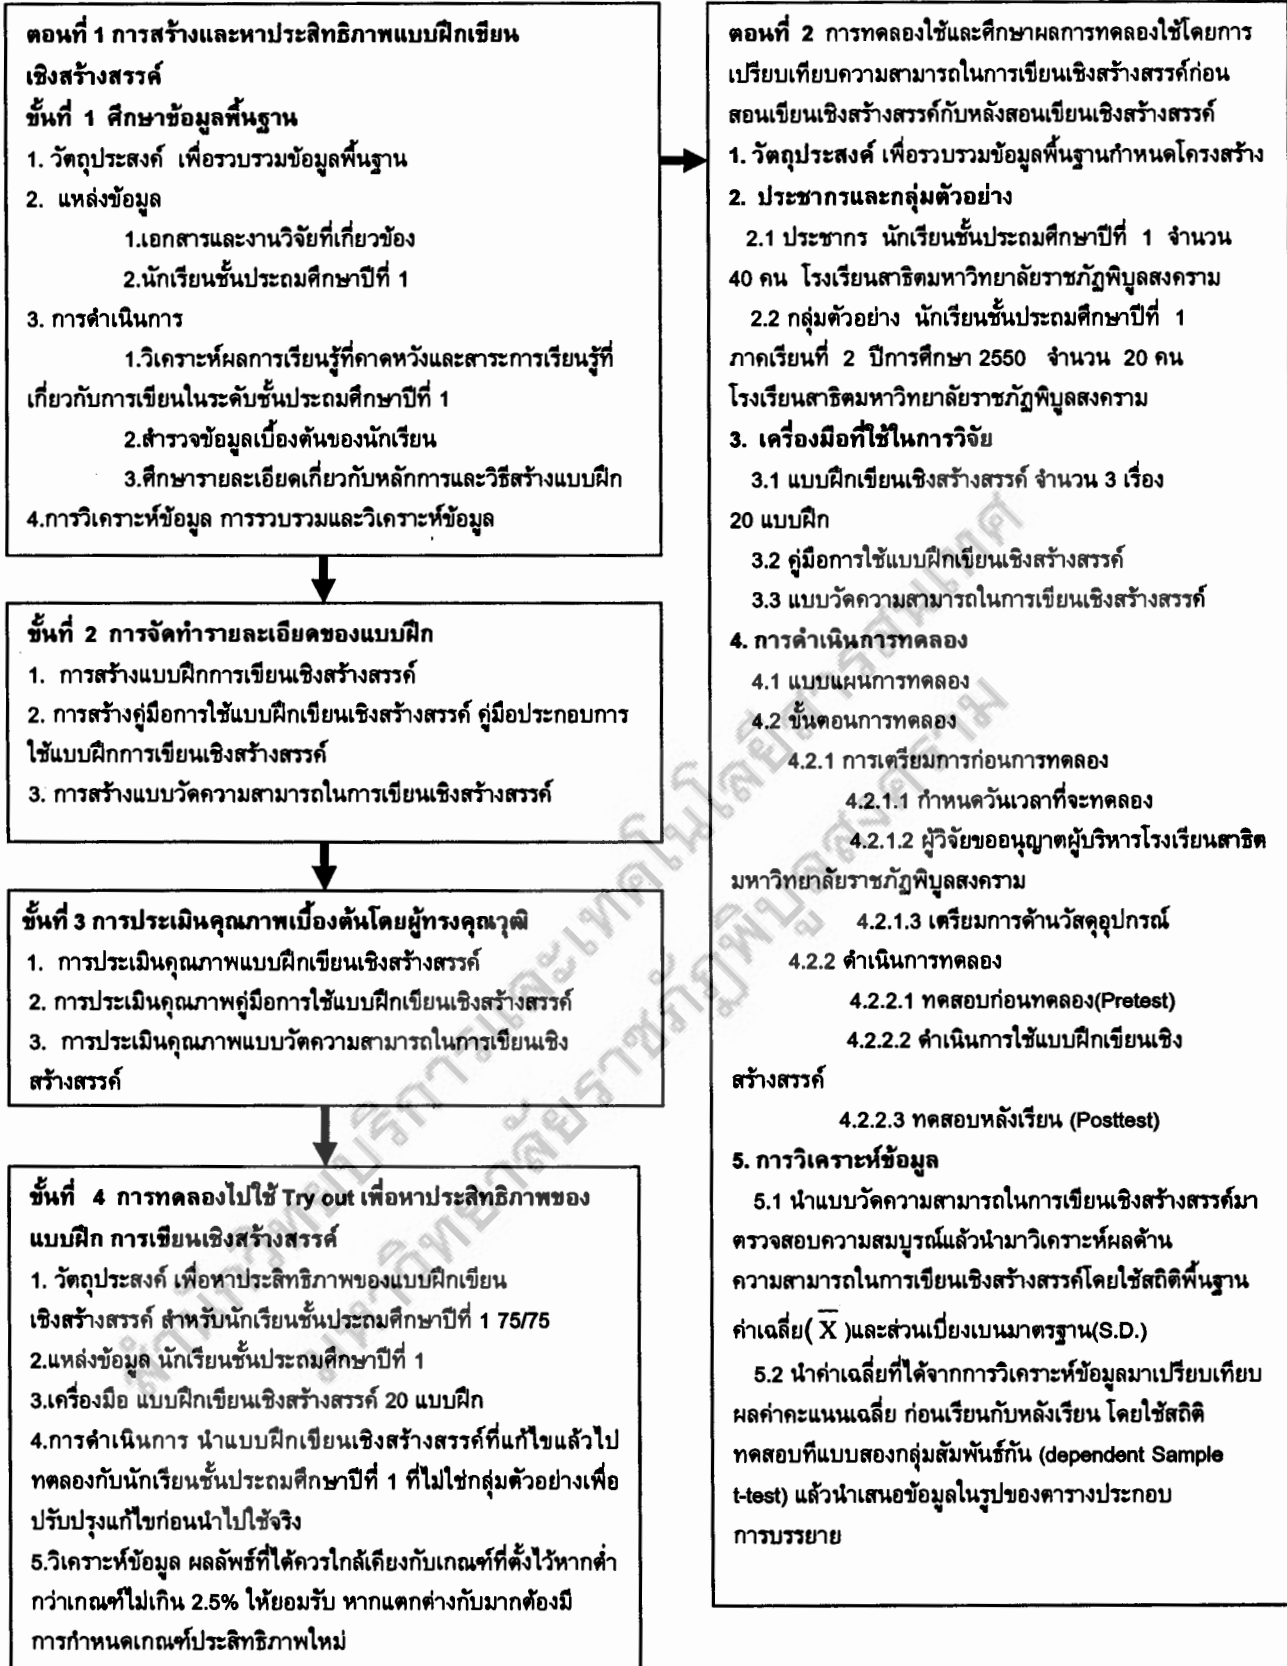 ตอนที่ 1 การสร้างและหาประสิทธิภาพแบบฝึกเขียน
เชิงสร้างสรรค์
ขั้นที่ 1 ศึกษาข้อมูลพื้นฐาน
1. วัตถุประสงค์ เพื่อรวบรวมข้อมูลพื้นฐาน
2. แหล่งข้อมูล
1.เอกสารและงานวิจัยที่เกี่ยวข้อง
2.นักเรียนชั้นประถมศึกษาปีที่ 1
3. การดำเนินการ
1.วิเคราะห์ผลการเรียนรู้ที่คาดหวังและสาระการเรียนรู้ที่
เกี่ยวกับการเขียนในระดับชั้นประถมศึกษาปีที่ 1
2.สำรวจข้อมูลเบื้องต้นของนักเรียน
3.ศึกษารายละเอียดเกี่ยวกับหลักการและวิธีสร้างแบบฝึก
4.การวิเคราะห์ข้อมูล การรวบรวมและวิเคราะห์ข้อมูล
ขั้นที่ 2 การจัดทำรายละเอียดของแบบฝึก
1. การสร้างแบบฝึกการเขียนเชิงสร้างสรรค์
2. การสร้างคู่มือการใช้แบบฝึกเขียนเชิงสร้างสรรค์ คู่มือประกอบการ
ใช้แบบฝึกการเขียนเชิงสร้างสรรค์
3. การสร้างแบบวัดความสามารถในการเขียนเชิงสร้างสรรค์
ขั้นที่ 3 การประเมินคุณภาพเบื้องต้นโดยผู้ทรงคุณวุฒิ
1. การประเมินคุณภาพแบบฝึกเขียนเชิงสร้างสรรค์
2. การประเมินคุณภาพคู่มือการใช้แบบฝึกเขียนเชิงสร้างสรรค์
3. การประเมินคุณภาพแบบวัดความสามารถในการเขียนเชิง
สร้างสรรค์
ขั้นที่ 4 การทดลองไปใช้ Try out เพื่อหาประสิทธิภาพของ
แบบฝึก การเขียนเชิงสร้างสรรค์
1. วัตถุประสงค์ เพื่อหาประสิทธิภาพของแบบฝึกเขียน
เชิงสร้างสรรค์ สำหรับนักเรียนชั้นประถมศึกษาปีที่ 1 75/75
2.แหล่งข้อมูล นักเรียนชั้นประถมศึกษาปีที่ 1
3.เครื่องมือ แบบฝึกเขียนเชิงสร้างสรรค์ 20 แบบฝึก
4.การดำเนินการ นำแบบฝึกเขียนเชิงสร้างสรรค์ที่แก้ไขแล้วไป
ทดลองกับนักเรียนชั้นประถมศึกษาปีที่ 1 ที่ไม่ใช่กลุ่มตัวอย่างเพื่อ
ปรับปรุงแก้ไขก่อนนำไปใช้จริง
5.วิเคราะห์ข้อมูล ผลลัพธ์ที่ได้ควรใกล้เคียงกับเกณฑ์ที่ตั้งไว้หากต่ำ
กว่าเกณฑ์ไม่เกิน 2.5% ให้ยอมรับ หากแตกต่างกับมากต้องมี
การกำหนดเกณฑ์ประสิทธิภาพใหม่
ตอนที่ 2 การทดลองใช้และศึกษาผลการทดลองใช้โดยการ
เปรียบเทียบความสามารถในการเขียนเชิงสร้างสรรค์ก่อน
สอนเขียนเชิงสร้างสรรค์กับหลังสอนเขียนเชิงสร้างสรรค์
1. วัตถุประสงค์ เพื่อรวบรวมข้อมูลพื้นฐานกำหนดโครงสร้าง
2. ประชากรและกลุ่มตัวอย่าง
2.1 ประชากร นักเรียนชั้นประถมศึกษาปีที่ 1 จำนวน
40 คน โรงเรียนสาธิตมหาวิทยาลัยราชภัฏพิบูลสงคราม
2.2 กลุ่มตัวอย่าง นักเรียนชั้นประถมศึกษาปีที่ 1
ภาคเรียนที่ 2 ปีการศึกษา 2550 จำนวน 20 คน
โรงเรียนสาธิตมหาวิทยาลัยราชภัฏพิบูลสงคราม
3. เครื่องมือที่ใช้ในการวิจัย
3.1 แบบฝึกเขียนเชิงสร้างสรรค์ จำนวน 3 เรื่อง
20 แบบฝึก
3.2 คู่มือการใช้แบบฝึกเขียนเชิงสร้างสรรค์
3.3 แบบวัดความสามารถในการเขียนเชิงสร้างสรรค์
4. การดำเนินการทดลอง
4.1 แบบแผนการทดลอง
4.2 ขั้นตอนการทดลอง
4.2.1 การเตรียมการก่อนการทดลอง
4.2.1.1 กำหนดวันเวลาที่จะทดลอง
4.2.1.2 ผู้วิจัยขออนุญาตผู้บริหารโรงเรียนสาธิต
มหาวิทยาลัยราชภัฏพิบูลสงคราม
4.2.1.3 เตรียมการด้านวัสดุอุปกรณ์
4.2.2 ดำเนินการทดลอง
4.2.2.1 ทดสอบก่อนทดลอง(Pretest)
4.2.2.2 ดำเนินการใช้แบบฝึกเขียนเชิง
สร้างสรรค์
4.2.2.3 ทดสอบหลังเรียน (Posttest)
5. การวิเคราะห์ข้อมูล
5.1 นำแบบวัดความสามารถในการเขียนเชิงสร้างสรรค์มา
ตรวจสอบความสมบูรณ์แล้วนำมาวิเคราะห์ผลด้าน
ความสามารถในการเขียนเชิงสร้างสรรค์โดยใช้สถิติพื้นฐาน
ค่าเฉลี่ย( X̅ )และส่วนเบี่ยงเบนมาตรฐาน(S.D.)
5.2 นำค่าเฉลี่ยที่ได้จากการวิเคราะห์ข้อมูลมาเปรียบเทียบ
ผลค่าคะแนนเฉลี่ย ก่อนเรียนกับหลังเรียน โดยใช้สถิติ
ทดสอบทีแบบสองกลุ่มสัมพันธ์กัน (dependent Sample
t-test) แล้วนำเสนอข้อมูลในรูปของตารางประกอบ
การบรรยาย
สำนักวิทยบริการและเทคโนโลยีสารสนเทศ
มหาวิทยาลัยราชภัฏพิบูลสงคราม